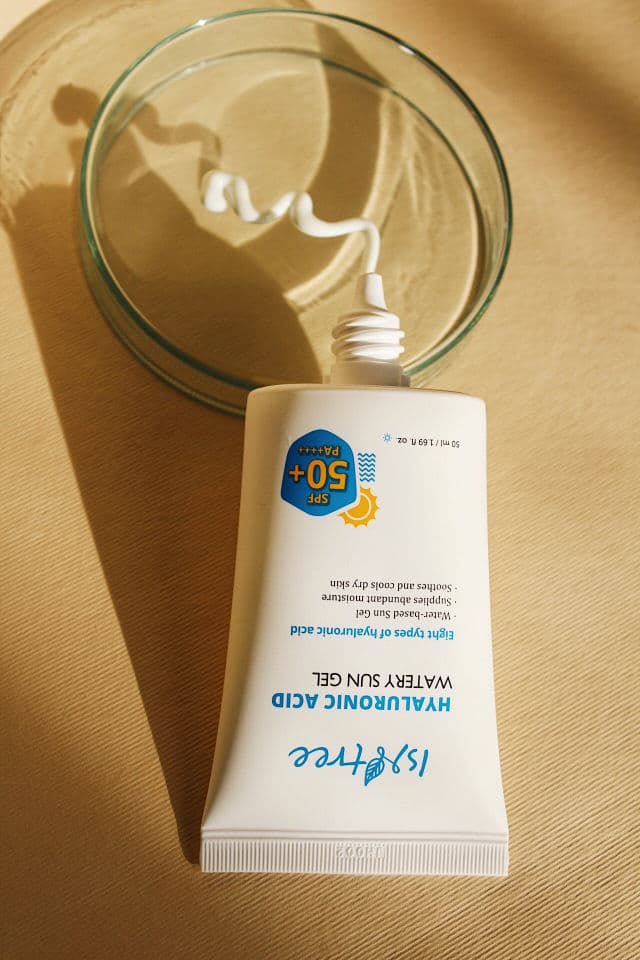 Isntree
HYALURONIC ACID
WATERY SUN GEL
Eight types of hyaluronic acid
· Water-based Sun Gel
· Supplies abundant moisture
· Soothes and cools dry skin
SPF
50+
PA++++
50 ml / 1.69 fl. oz.